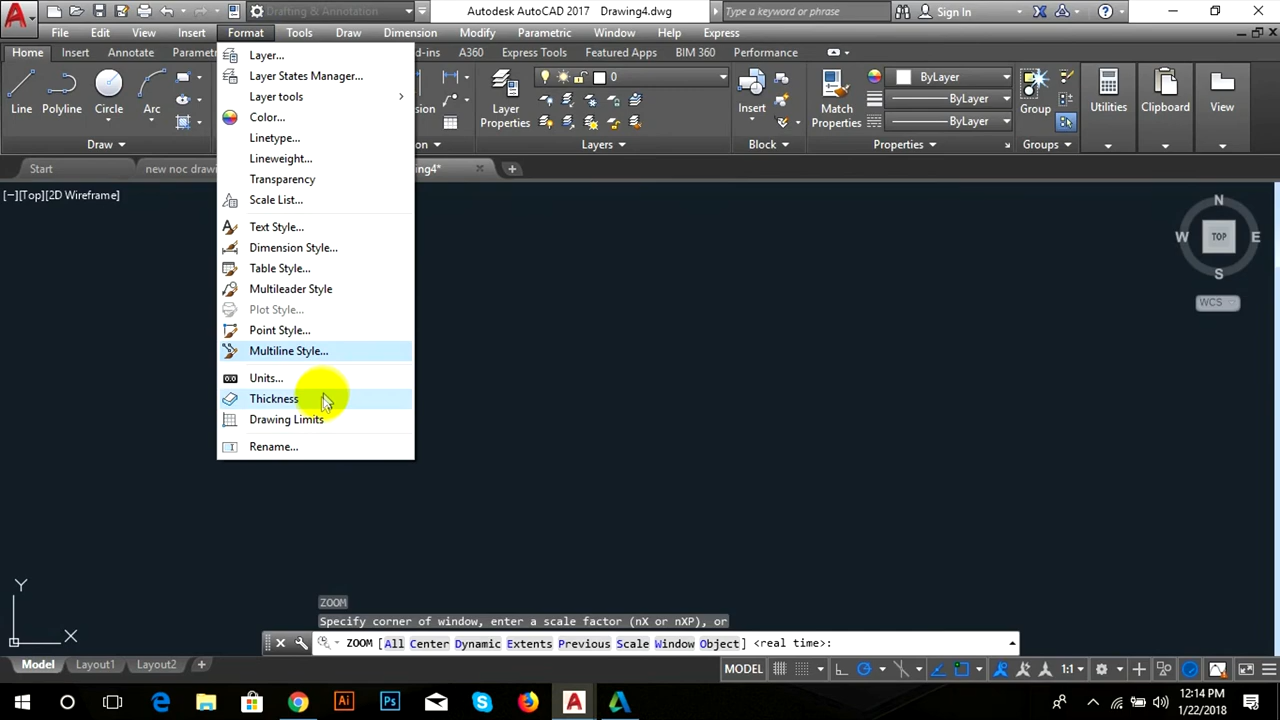 Drafting & Annotation
Autodesk AutoCAD 2017 Drawing4.dwg
Type a keyword or phrase
Sign In
File Edit View Insert Format Tools Draw Dimension Modify Parametric Window Help Express
Home Insert Annotate Add-ins A360 Express Tools Featured Apps BIM 360 Performance
Line Polyline Circle Arc
Layer Properties
0
Insert
Match Properties
ByLayer
ByLayer
ByLayer
Group
Utilities
Clipboard
View
Draw Layers Block Properties Groups
Start
[−][Top][2D Wireframe]
Layer...
Layer States Manager...
Layer tools
Color...
Linetype...
Lineweight...
Transparency
Scale List...
Text Style...
Dimension Style...
Table Style...
Multileader Style
Plot Style...
Point Style...
Multiline Style...
Units...
Thickness
Drawing Limits
Rename...
N
W TOP E
S
WCS
Y
X
ZOOM
Specify corner of window, enter a scale factor (nX or nXP), or
ZOOM [All Center Dynamic Extents Previous Scale Window Object] <real time>:
Model Layout1 Layout2
MODEL
1:1
Ai Ps
12:14 PM
1/22/2018